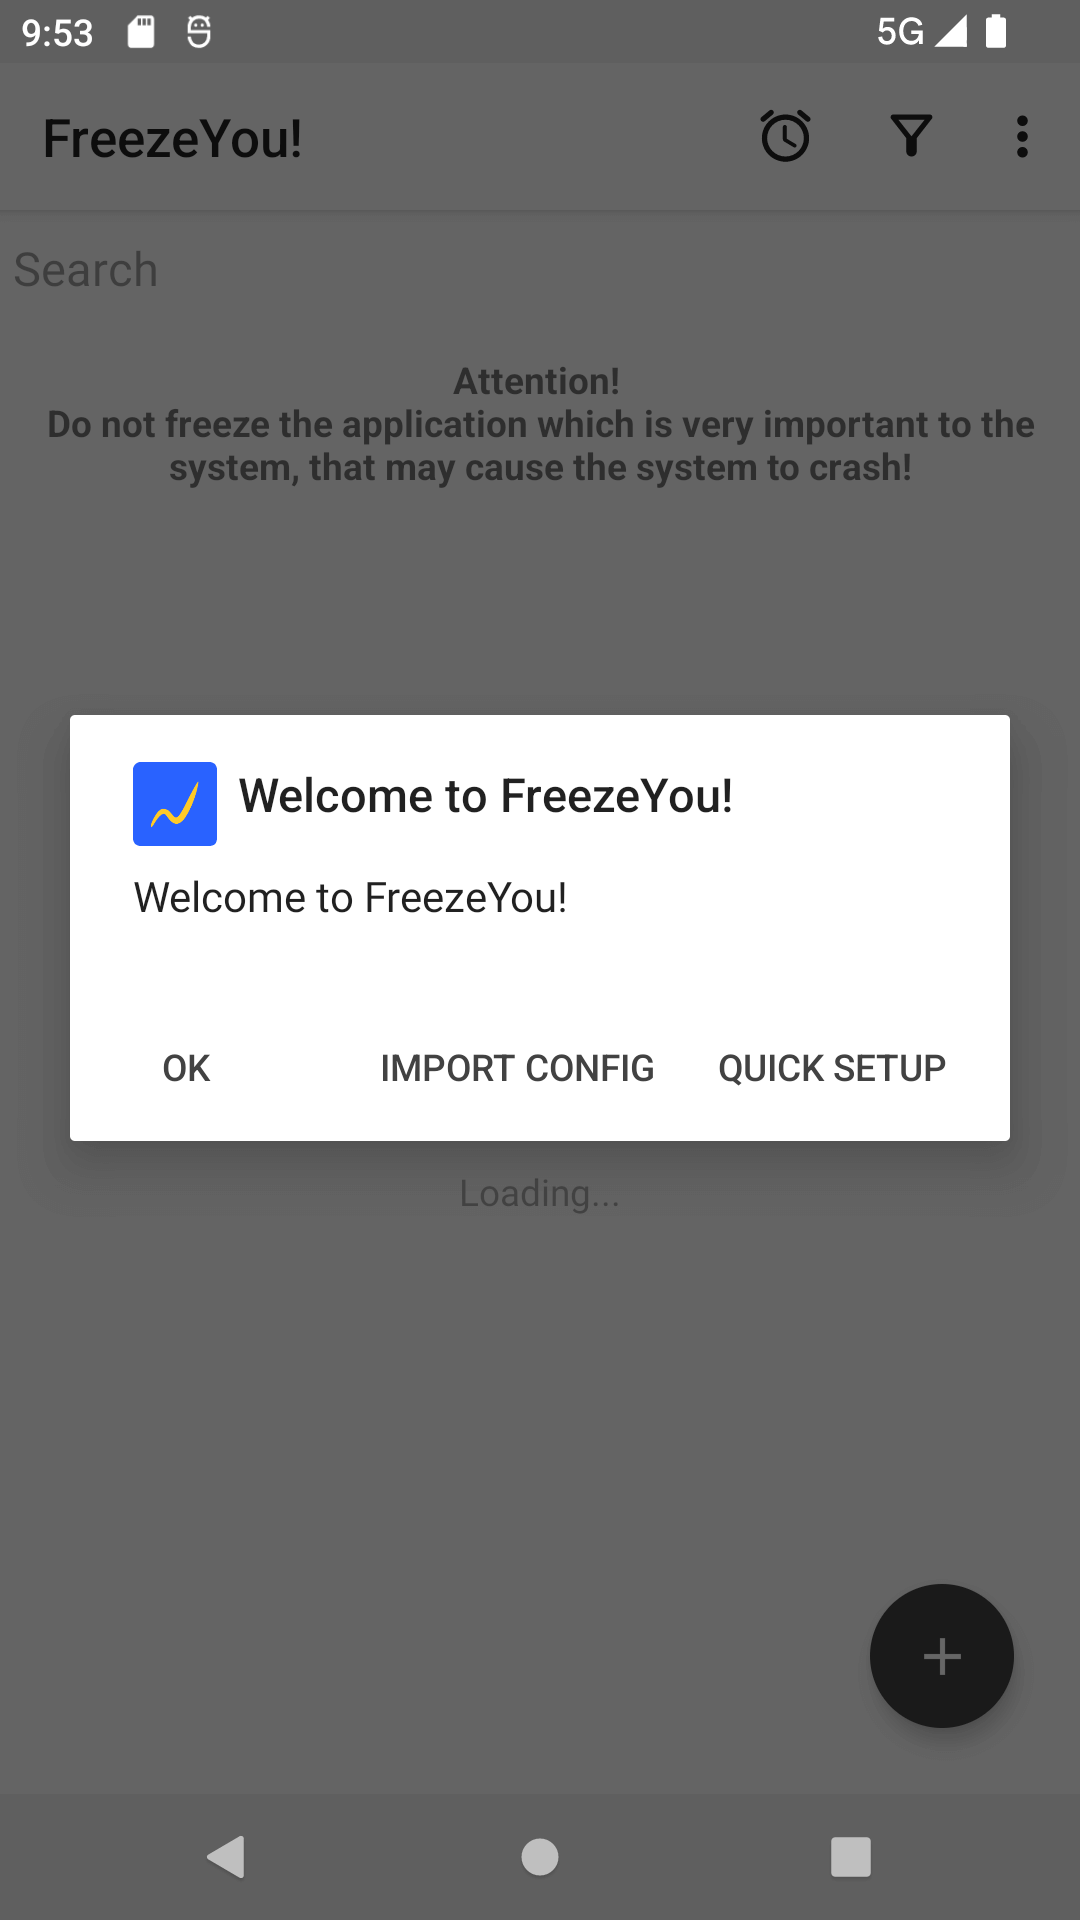 9:53
5G
FreezeYou!
Search
Attention!
Do not freeze the application which is very important to the
system, that may cause the system to crash!
Welcome to FreezeYou!
Welcome to FreezeYou!
OK
IMPORT CONFIG
QUICK SETUP
Loading...